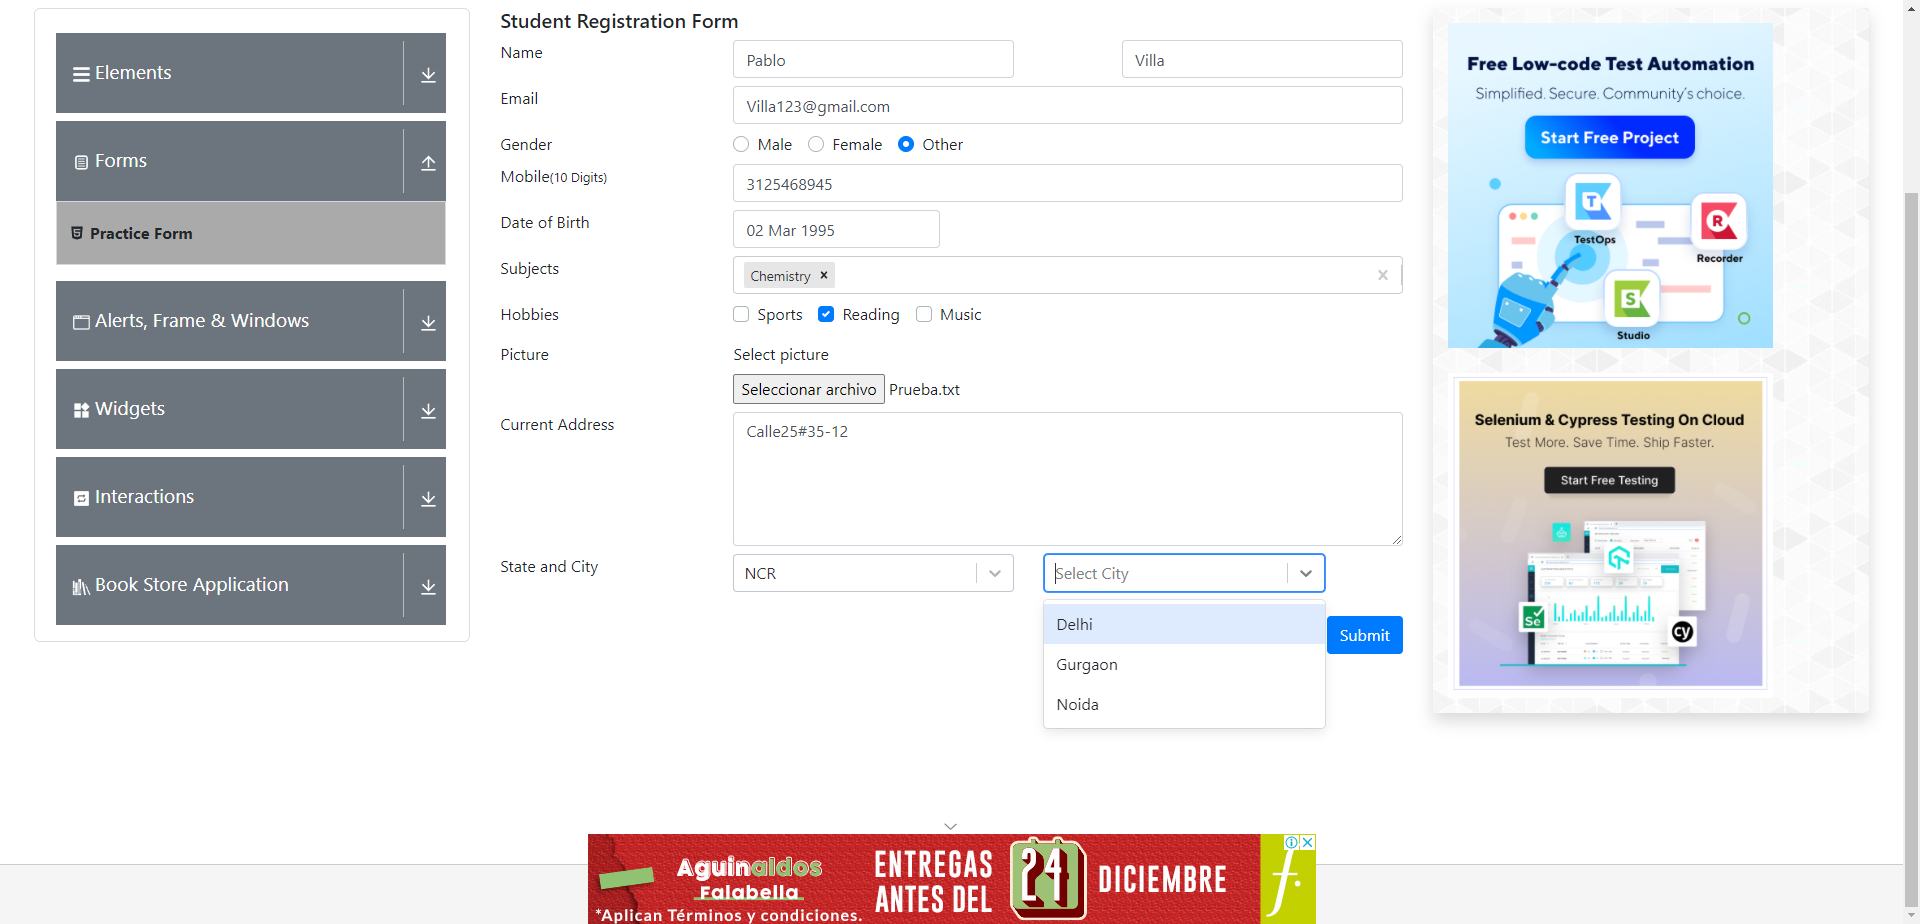 Elements
Forms
Practice Form
Alerts, Frame & Windows
Widgets
Interactions
Book Store Application
Student Registration Form
Name
Pablo
Villa
Email
Villa123@gmail.com
Gender
Male
Female
Other
Mobile(10 Digits)
3125468945
Date of Birth
02 Mar 1995
Subjects
Chemistry
Hobbies
Sports
Reading
Music
Picture
Select picture
Seleccionar archivo
Prueba.txt
Current Address
Calle25#35-12
State and City
NCR
Select City
Delhi
Gurgaon
Noida
Submit
Free Low-code Test Automation
Simplified. Secure. Community's choice.
Start Free Project
T
TestOps
R
Recorder
S
Studio
Selenium & Cypress Testing On Cloud
Test More. Save Time. Ship Faster.
Start Free Testing
Se
cy
Aguinaldos
Falabella
*Aplican Términos y condiciones.
ENTREGAS
ANTES DEL
24
DICIEMBRE
f.